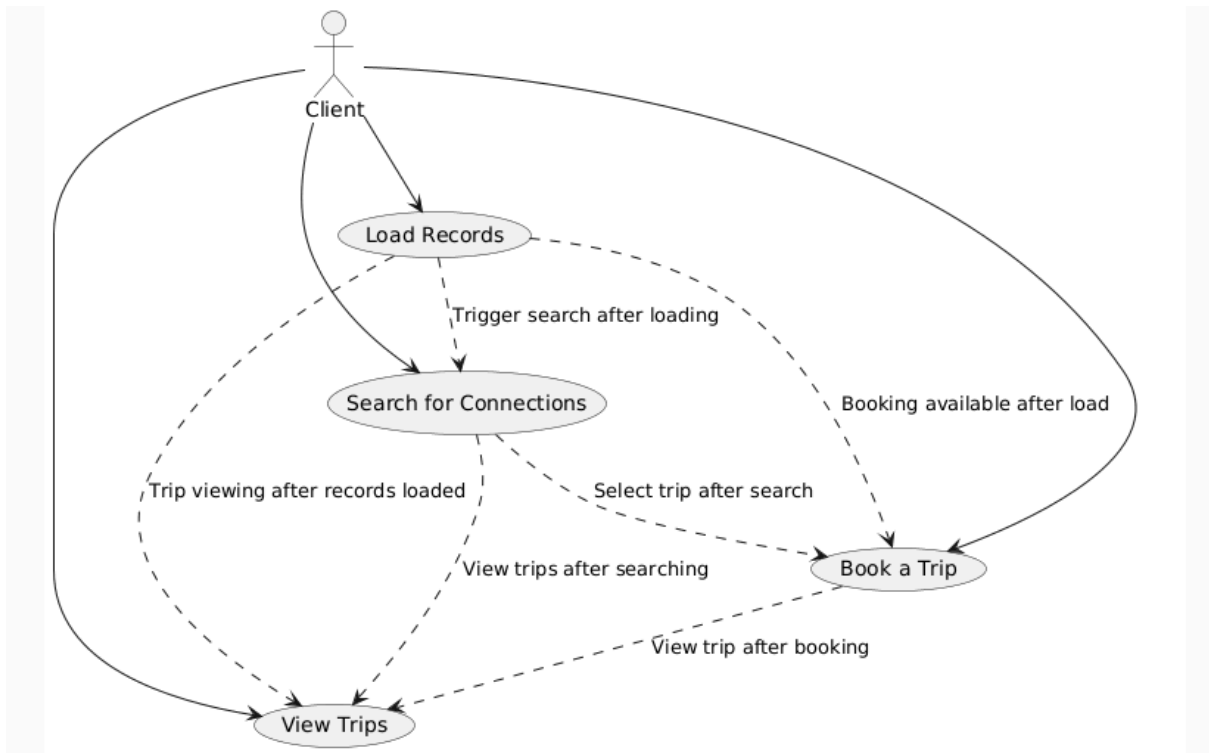 Client
Load Records
Trigger search after loading
Search for Connections
Booking available after load
Trip viewing after records loaded
Select trip after search
View trips after searching
Book a Trip
View trip after booking
View Trips